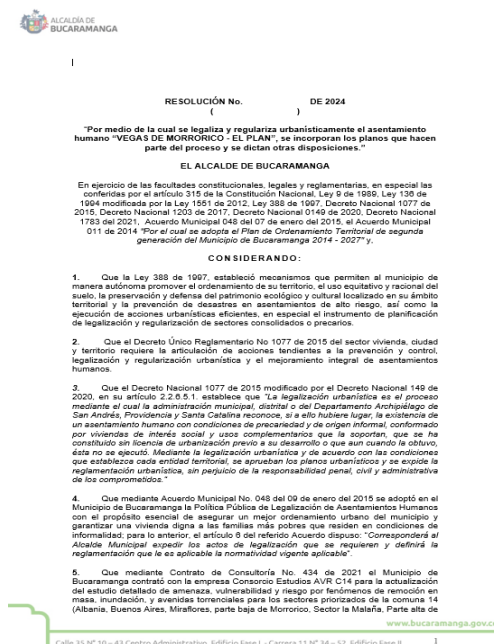 ALCALDÍA DE
BUCARAMANGA
RESOLUCIÓN No. DE 2024
( )
"Por medio de la cual se legaliza y regulariza urbanísticamente el asentamiento
humano "VEGAS DE MORRORICO - EL PLAN", se incorporan los planos que hacen
parte del proceso y se dictan otras disposiciones."
EL ALCALDE DE BUCARAMANGA
En ejercicio de las facultades constitucionales, legales y reglamentarias, en especial las
conferidas por el artículo 315 de la Constitución Nacional, Ley 9 de 1989, Ley 136 de
1994 modificada por la Ley 1551 de 2012, Ley 388 de 1997, Decreto Nacional 1077 de
2015, Decreto Nacional 1203 de 2017, Decreto Nacional 0149 de 2020, Decreto Nacional
1783 del 2021, Acuerdo Municipal 048 del 07 de enero del 2015, el Acuerdo Municipal
011 de 2014 "Por el cual se adopta el Plan de Ordenamiento Territorial de segunda
generación del Municipio de Bucaramanga 2014 - 2027" y,
CONSIDERANDO:
1. Que la Ley 388 de 1997, estableció mecanismos que permiten al municipio de
manera autónoma promover el ordenamiento de su territorio, el uso equitativo y racional
del suelo, la preservación y defensa del patrimonio ecológico y cultural localizado en su ámbito
territorial y la prevención de desastres en asentamientos de alto riesgo, así como la
ejecución de acciones urbanísticas eficientes, en especial el instrumento de planificación
de legalización y regularización de sectores consolidados o precarios.
2. Que el Decreto Único Reglamentario No 1077 de 2015 del sector vivienda, ciudad
y territorio requiere la articulación de acciones tendientes a la prevención y control,
legalización y regularización urbanística y el mejoramiento integral de asentamientos
humanos.
3. Que el Decreto Nacional 1077 de 2015 modificado por el Decreto Nacional 149 de
2020, en su artículo 2.2.6.5.1. establece que "La legalización urbanística es el proceso
mediante el cual la administración municipal, distrital o del Departamento Archipiélago de
San Andrés, Providencia y Santa Catalina reconoce, si a ello hubiere lugar, la existencia de
un asentamiento humano con condiciones de precariedad y de origen informal, conformado
por viviendas de interés social y usos complementarios que la soportan, que se ha
constituido sin licencia de urbanización previo a su desarrollo o que aun cuando la obtuvo,
ésta no se ejecutó. Mediante la legalización urbanística y de acuerdo con las condiciones
que establezca cada entidad territorial, se aprueban los planos urbanísticos y se expide la
reglamentación urbanística, sin perjuicio de la responsabilidad penal, civil y administrativa
de los comprometidos."
4. Que mediante Acuerdo Municipal No. 048 del 09 de enero del 2015 se adoptó en el
Municipio de Bucaramanga la Política Pública de Legalización de Asentamientos Humanos
con el propósito esencial de asegurar un mejor ordenamiento urbano del municipio y
garantizar una vivienda digna a las familias más pobres que residen en condiciones de
informalidad; para lo anterior, el artículo 6 del referido Acuerdo dispuso: "Corresponderá al
Alcalde Municipal expedir los actos de legalización que se requieren y definirá la
reglamentación que le es aplicable la normatividad vigente aplicable".
5. Que mediante Contrato de Consultoría No. 434 de 2021 el Municipio de
Bucaramanga contrató con la empresa Consorcio Estudios AVR C14 para la actualización
del estudio detallado de amenaza, vulnerabilidad y riesgo por fenómenos de remoción en
masa, inundación, y avenidas torrenciales para los sectores priorizados de la comuna 14
(Albania, Buenos Aires, Miraflores, parte baja de Morrorico, Sector la Malaña, Parte alta de
www.bucaramanga.gov.c
Calle 35 N° 10 – 43 Centro Administrativo, Edificio Fase I - Carrera 11 N° 34 – 52, Edificio Fase II
1